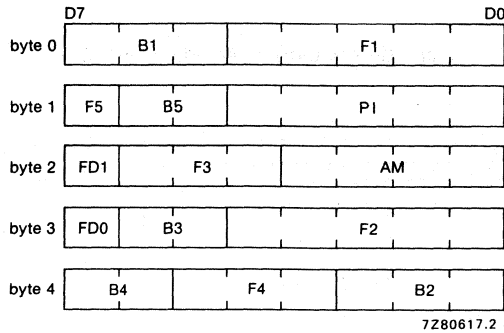 D7 D0
byte 0 B1 F1
byte 1 F5 B5 PI
byte 2 FD1 F3 AM
byte 3 FD0 B3 F2
byte 4 B4 F4 B2
7Z80617.2